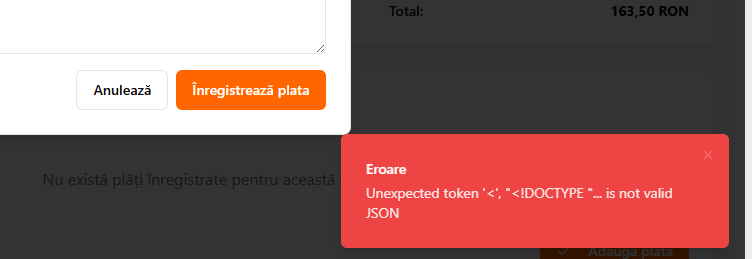 Total:
163,50 RON
Anulează
Înregistrează plata
Nu există plăți înregistrate pentru această
Eroare
Unexpected token '<', "<!DOCTYPE "... is not valid
JSON
Adaugă plată